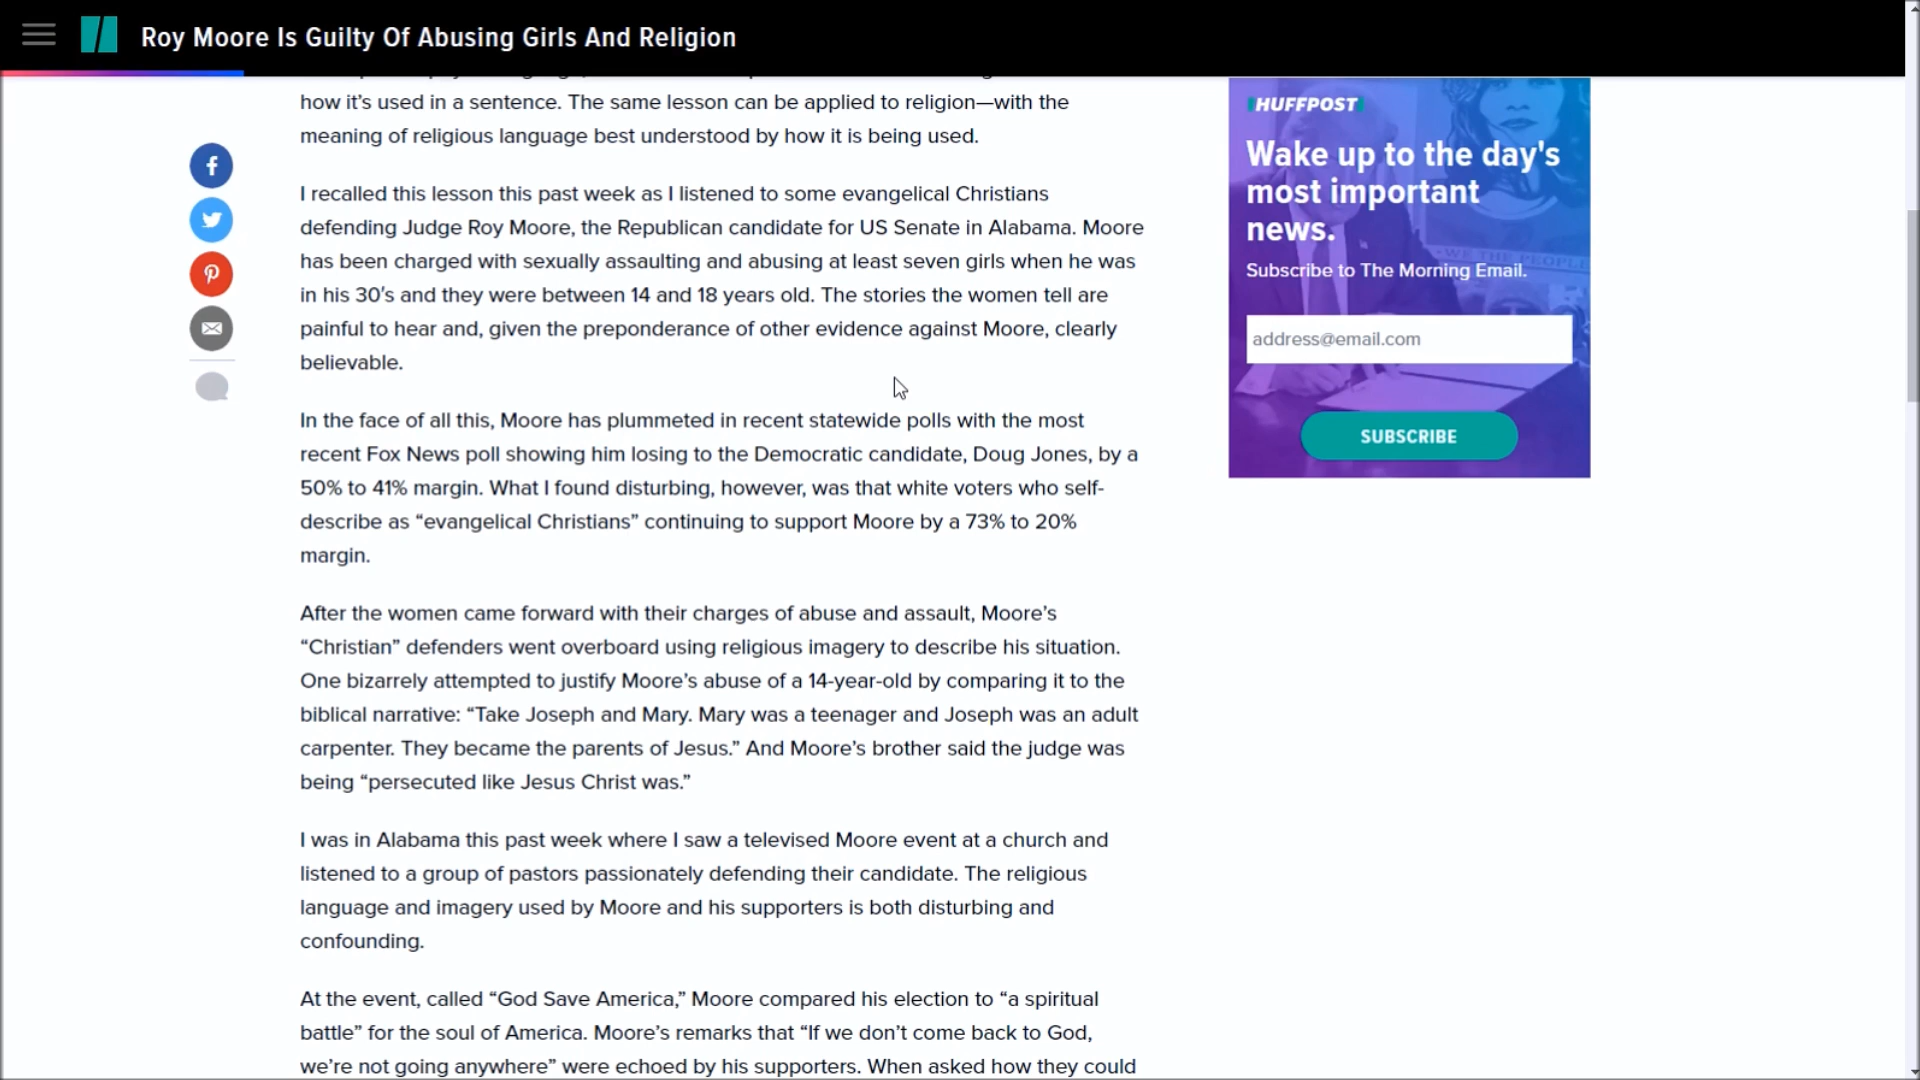 Roy Moore Is Guilty Of Abusing Girls And Religion
how it’s used in a sentence. The same lesson can be applied to religion—with the
meaning of religious language best understood by how it is being used.
I recalled this lesson this past week as I listened to some evangelical Christians
defending Judge Roy Moore, the Republican candidate for US Senate in Alabama. Moore
has been charged with sexually assaulting and abusing at least seven girls when he was
in his 30’s and they were between 14 and 18 years old. The stories the women tell are
painful to hear and, given the preponderance of other evidence against Moore, clearly
believable.
In the face of all this, Moore has plummeted in recent statewide polls with the most
recent Fox News poll showing him losing to the Democratic candidate, Doug Jones, by a
50% to 41% margin. What I found disturbing, however, was that white voters who self-
describe as “evangelical Christians” continuing to support Moore by a 73% to 20%
margin.
After the women came forward with their charges of abuse and assault, Moore’s
“Christian” defenders went overboard using religious imagery to describe his situation.
One bizarrely attempted to justify Moore’s abuse of a 14-year-old by comparing it to the
biblical narrative: “Take Joseph and Mary. Mary was a teenager and Joseph was an adult
carpenter. They became the parents of Jesus.” And Moore’s brother said the judge was
being “persecuted like Jesus Christ was.”
I was in Alabama this past week where I saw a televised Moore event at a church and
listened to a group of pastors passionately defending their candidate. The religious
language and imagery used by Moore and his supporters is both disturbing and
confounding.
At the event, called “God Save America,” Moore compared his election to “a spiritual
battle” for the soul of America. Moore’s remarks that “If we don’t come back to God,
we’re not going anywhere” were echoed by his supporters. When asked how they could
HUFFPOST
Wake up to the day's
most important
news.
WE THE PEOPLE
Subscribe to The Morning Email.
address@email.com
SUBSCRIBE